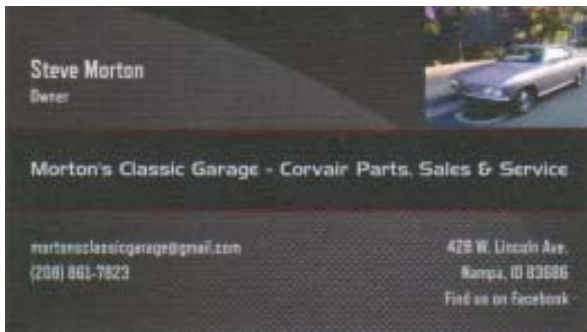 Steve Morton
Owner
Morton's Classic Garage - Corvair Parts, Sales & Service
mortonsclassicgarage@gmail.com
(208) 861-7823
428 W. Lincoln Ave.
Nampa, ID 83686
Find us on Facebook